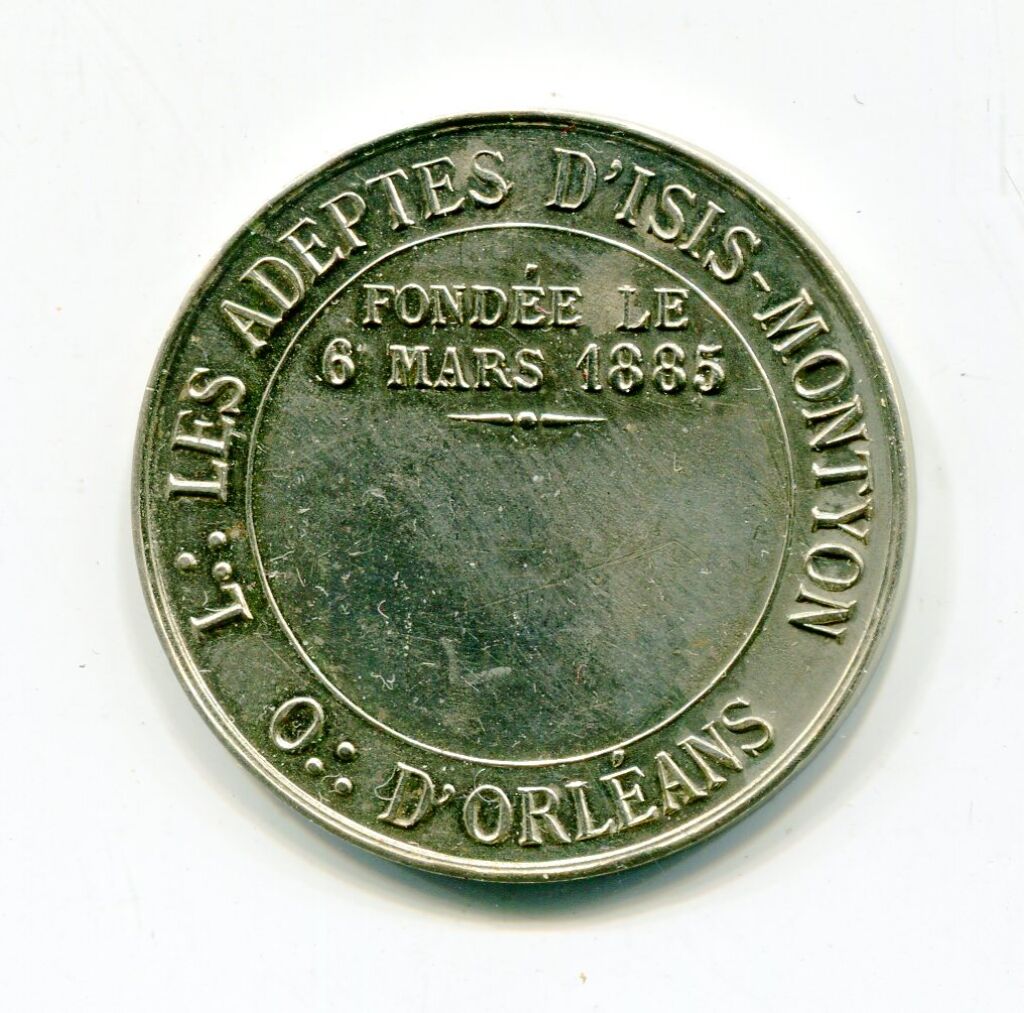 L∴ LES ADEPTES D'ISIS-MONTYON
FONDÉE LE
6 MARS 1885
O∴ D'ORLÉANS